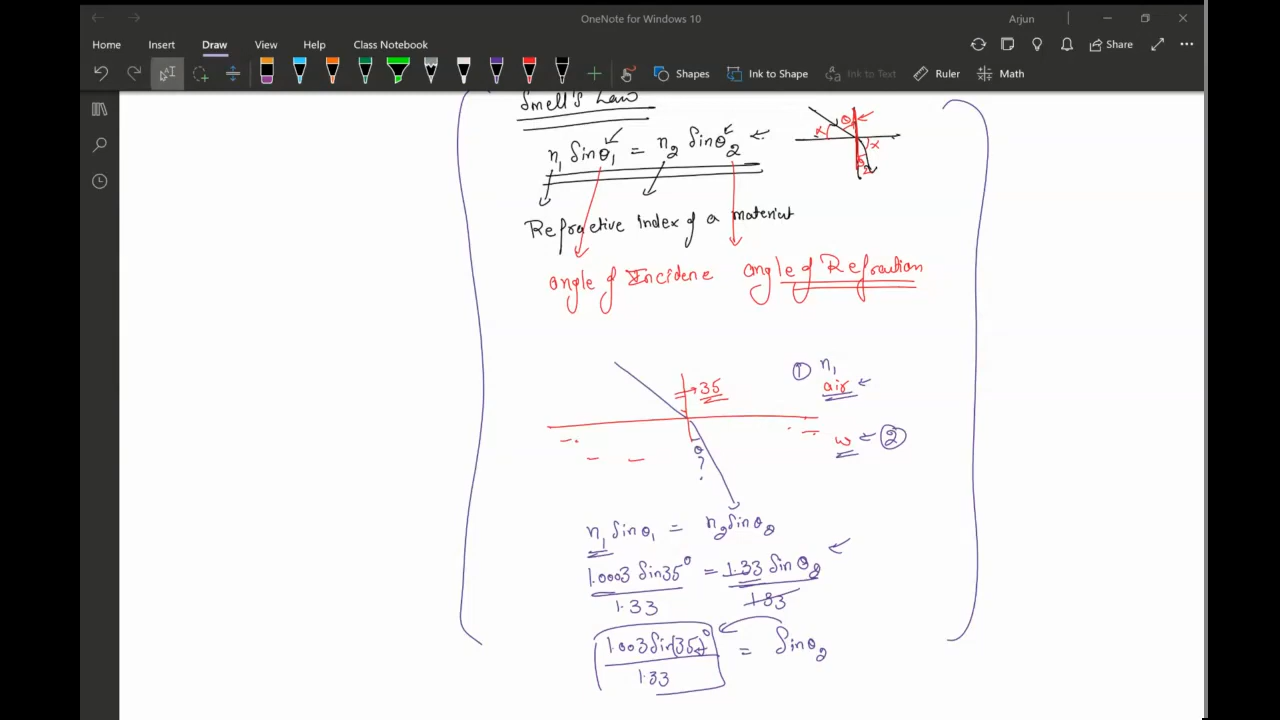 OneNote for Windows 10
Arjun
Home Insert Draw View Help Class Notebook
Share
Shapes Ink to Shape Ink to Text Ruler Math
Smell's Law
n₁ Sinθ₁ = n₂ Sinθ₂
Refractive index of a material
angle of Incidene angle of Refraction
35
① n₁
air
w ②
θ
?
n₁ Sinθ₁ = n₂ Sinθ₂
1.0003 Sin35° = 1.33 Sinθ₂
1.33 1.33
1.003 Sin(35)° = Sinθ₂
1.33